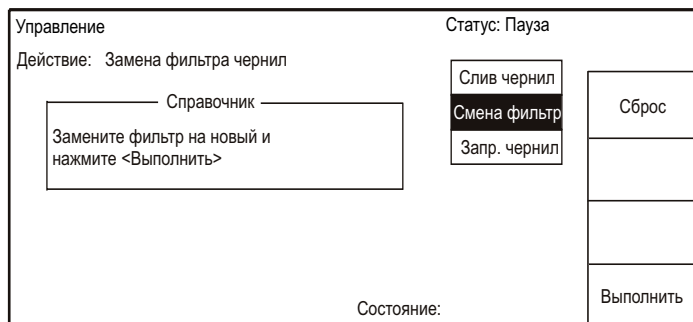 Управление
Статус: Пауза
Действие: Замена фильтра чернил
Справочник
Замените фильтр на новый и
нажмите <Выполнить>
Слив чернил
Смена фильтр
Запр. чернил
Сброс
Выполнить
Состояние: